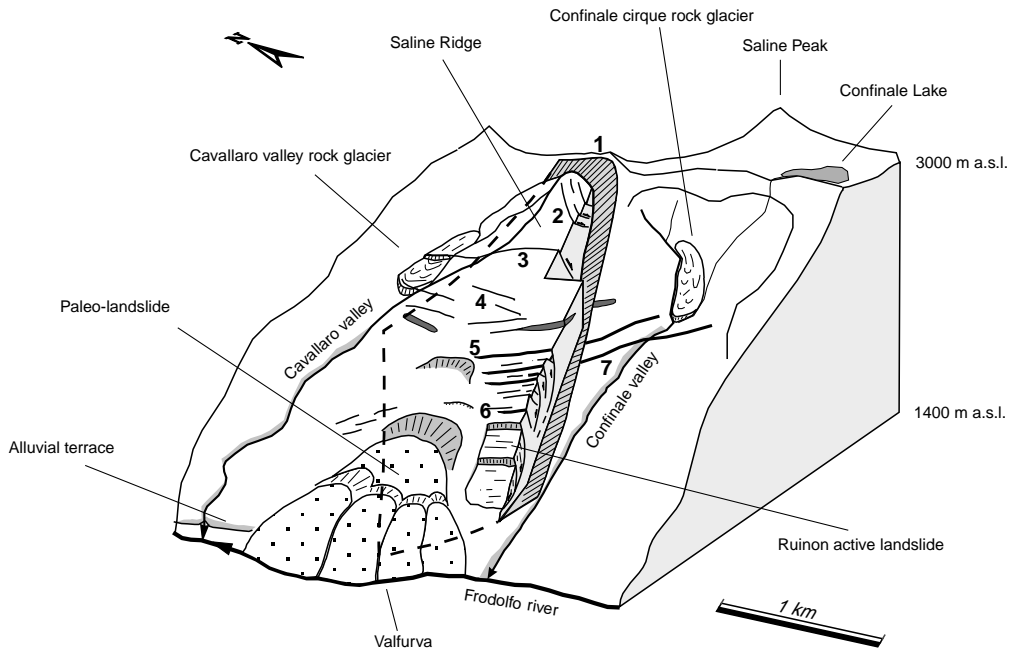 Confinale cirque rock glacier
N
Saline Ridge
Saline Peak
Confinale Lake
1
Cavallaro valley rock glacier
3000 m a.s.l.
2
3
Paleo-landslide
4
Cavallaro valley
5
7
Confinale valley
6
1400 m a.s.l.
Alluvial terrace
Ruinon active landslide
Frodolfo river
1 km
Valfurva